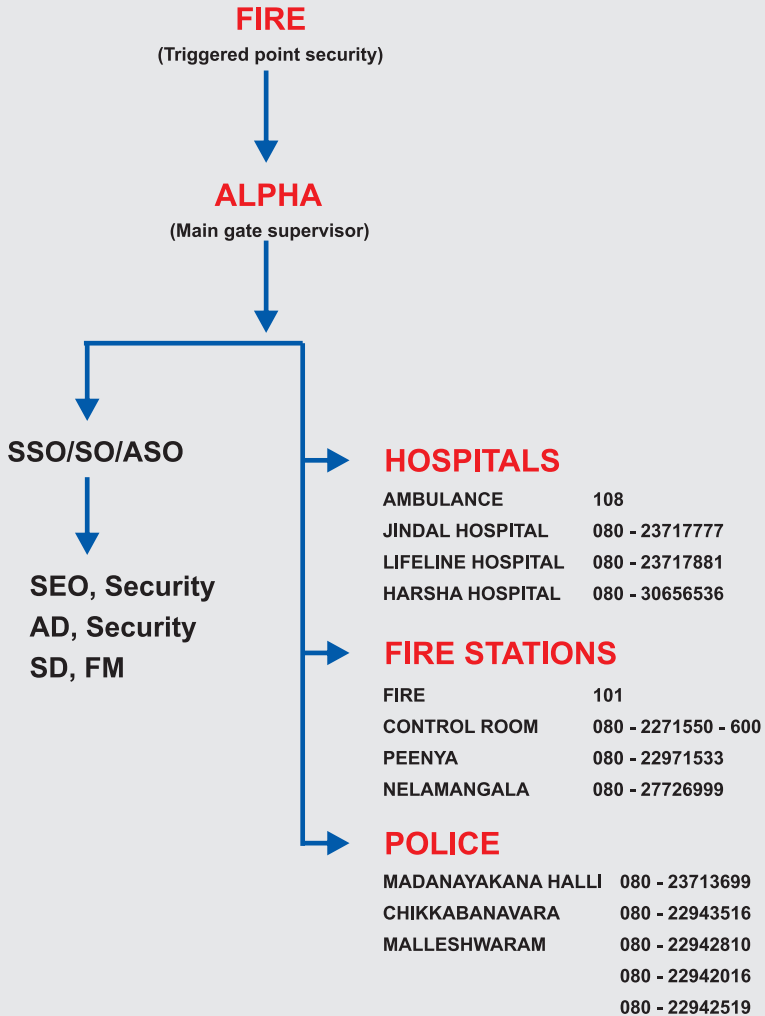 FIRE
(Triggered point security)
ALPHA
(Main gate supervisor)
SSO/SO/ASO
SEO, Security
AD, Security
SD, FM
HOSPITALS
AMBULANCE 108
JINDAL HOSPITAL 080 - 23717777
LIFELINE HOSPITAL 080 - 23717881
HARSHA HOSPITAL 080 - 30656536
FIRE STATIONS
FIRE 101
CONTROL ROOM 080 - 2271550 - 600
PEENYA 080 - 22971533
NELAMANGALA 080 - 27726999
POLICE
MADANAYAKANA HALLI 080 - 23713699
CHIKKABANAVARA 080 - 22943516
MALLESHWARAM 080 - 22942810
080 - 22942016
080 - 22942519